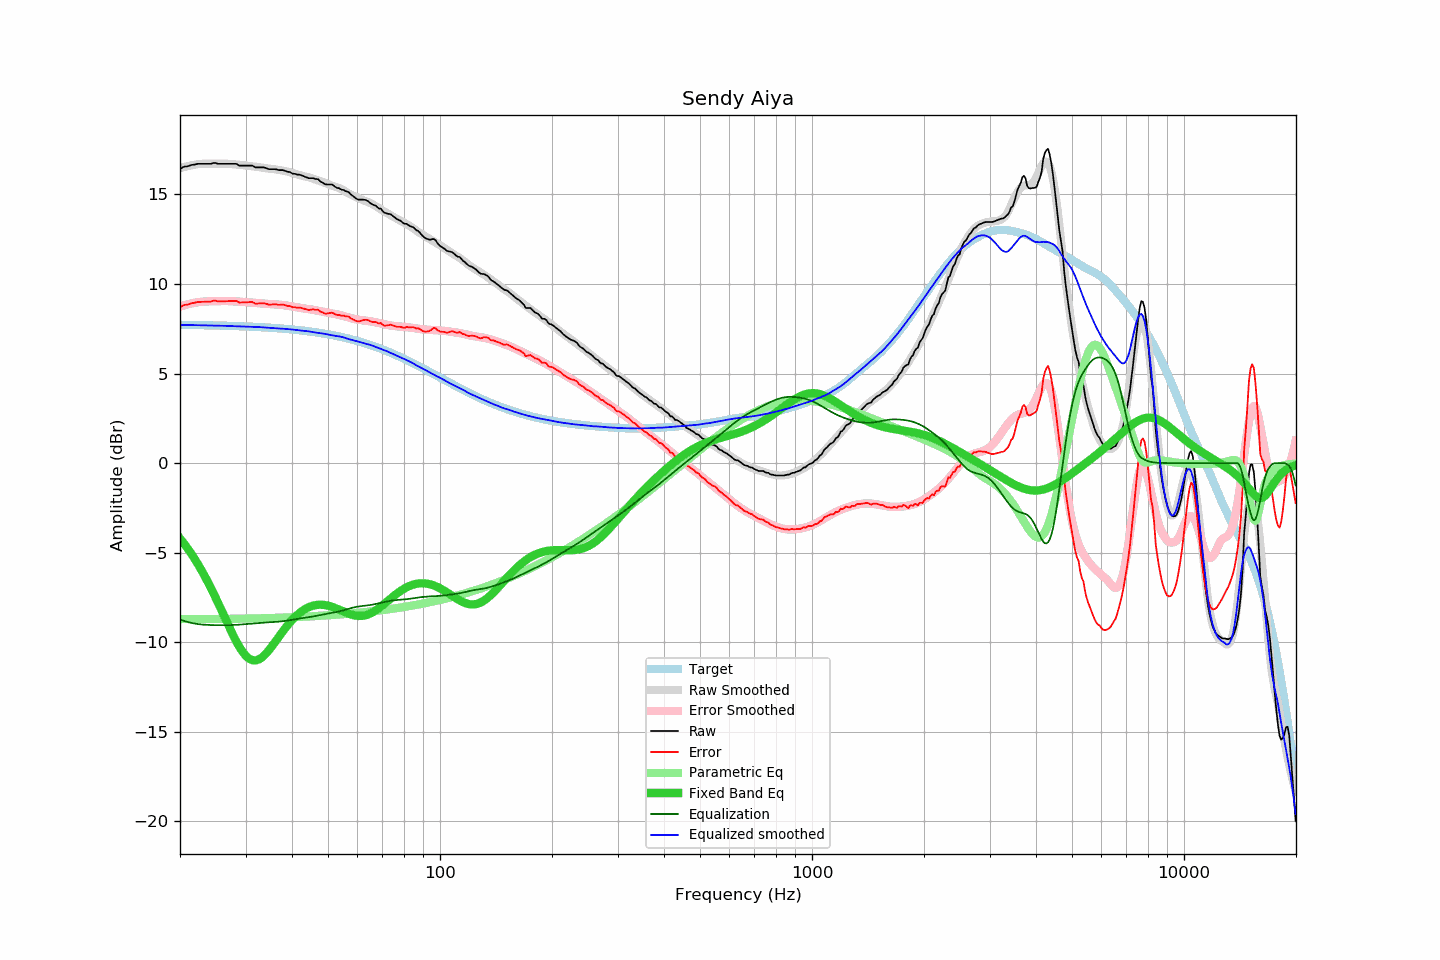 Sendy Aiya
Amplitude (dBr)
15
10
5
0
−5
−10
−15
−20
Target
Raw Smoothed
Error Smoothed
Raw
Error
Parametric Eq
Fixed Band Eq
Equalization
Equalized smoothed
100
1000
10000
Frequency (Hz)